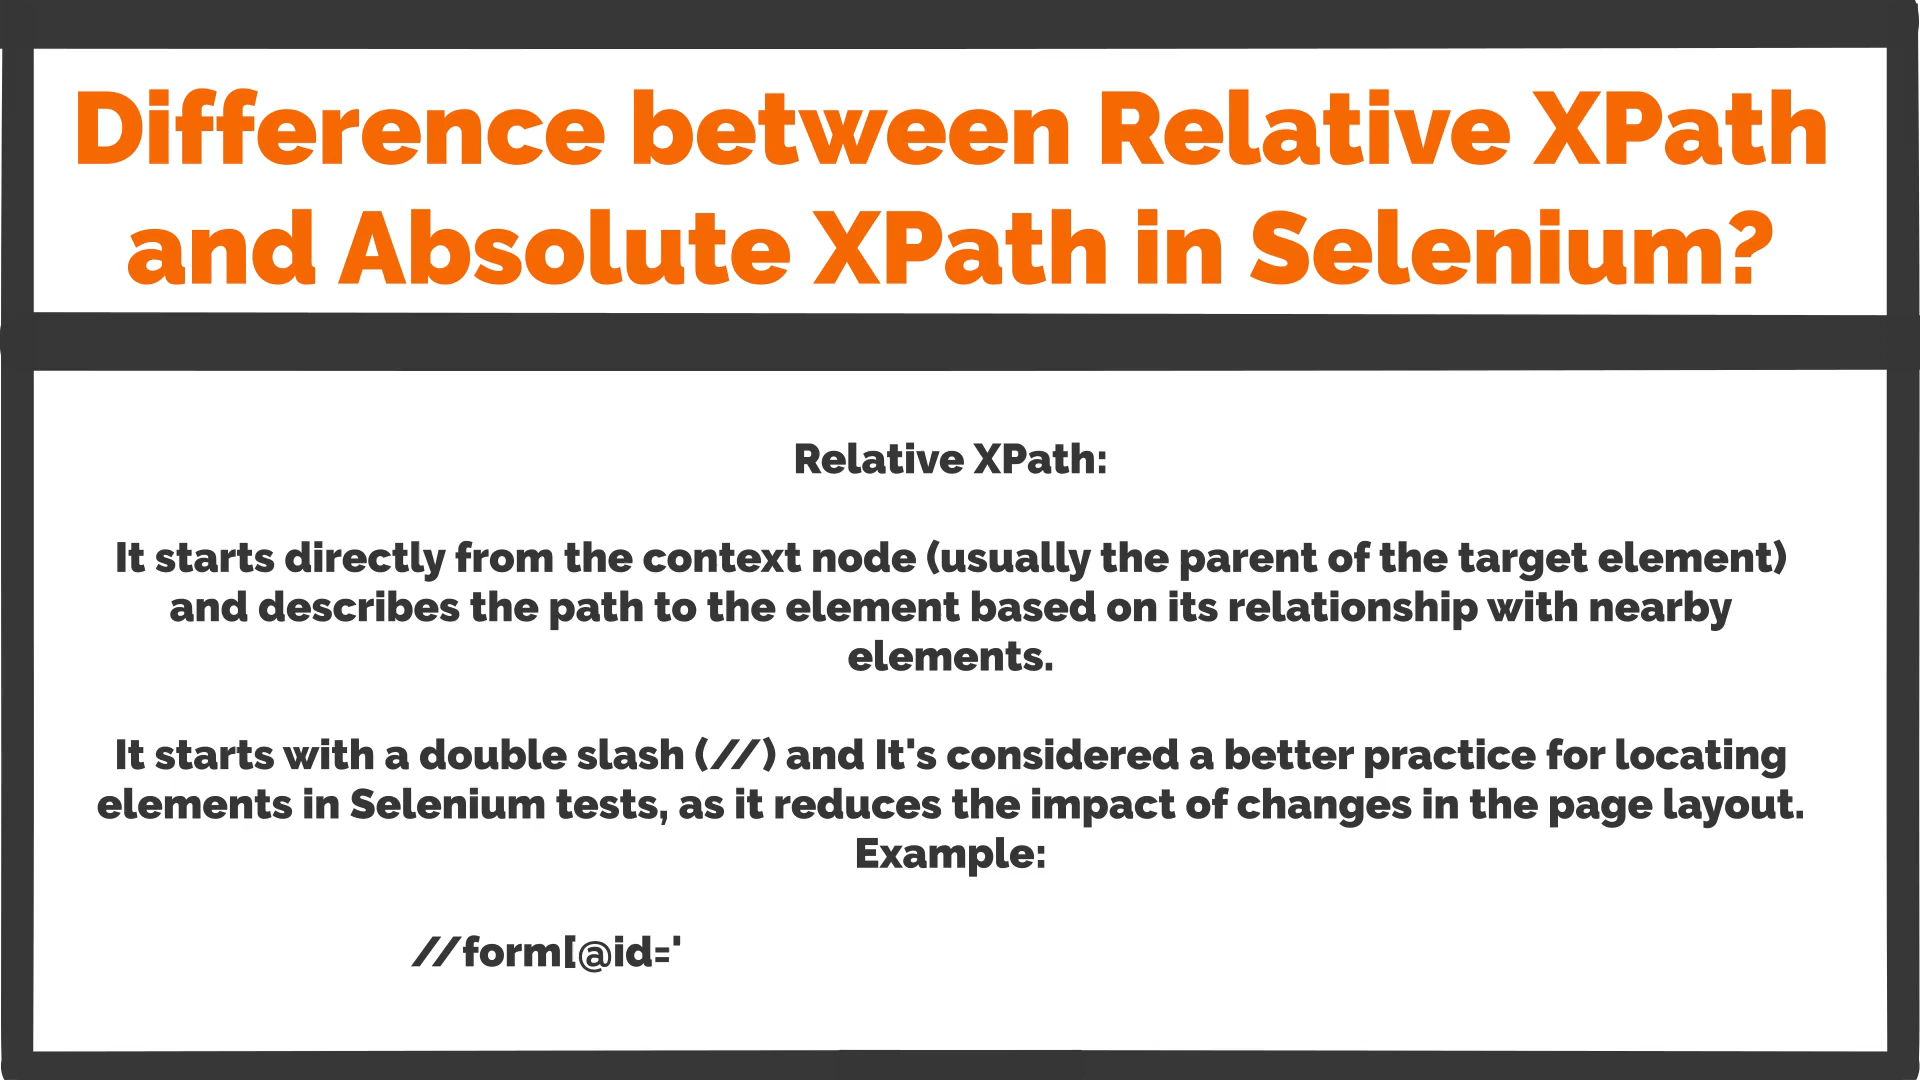 Difference between Relative XPath
and Absolute XPath in Selenium?
Relative XPath:
It starts directly from the context node (usually the parent of the target element)
and describes the path to the element based on its relationship with nearby
elements.
It starts with a double slash (//) and It's considered a better practice for locating
elements in Selenium tests, as it reduces the impact of changes in the page layout.
Example:
//form[@id='